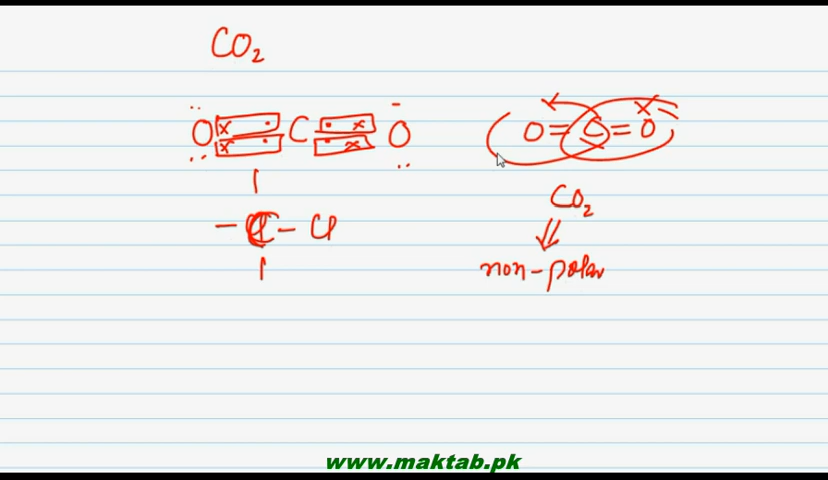 CO₂
O C O
O = C = O
- C - Cl
CO₂
non-polar
www.maktab.pk